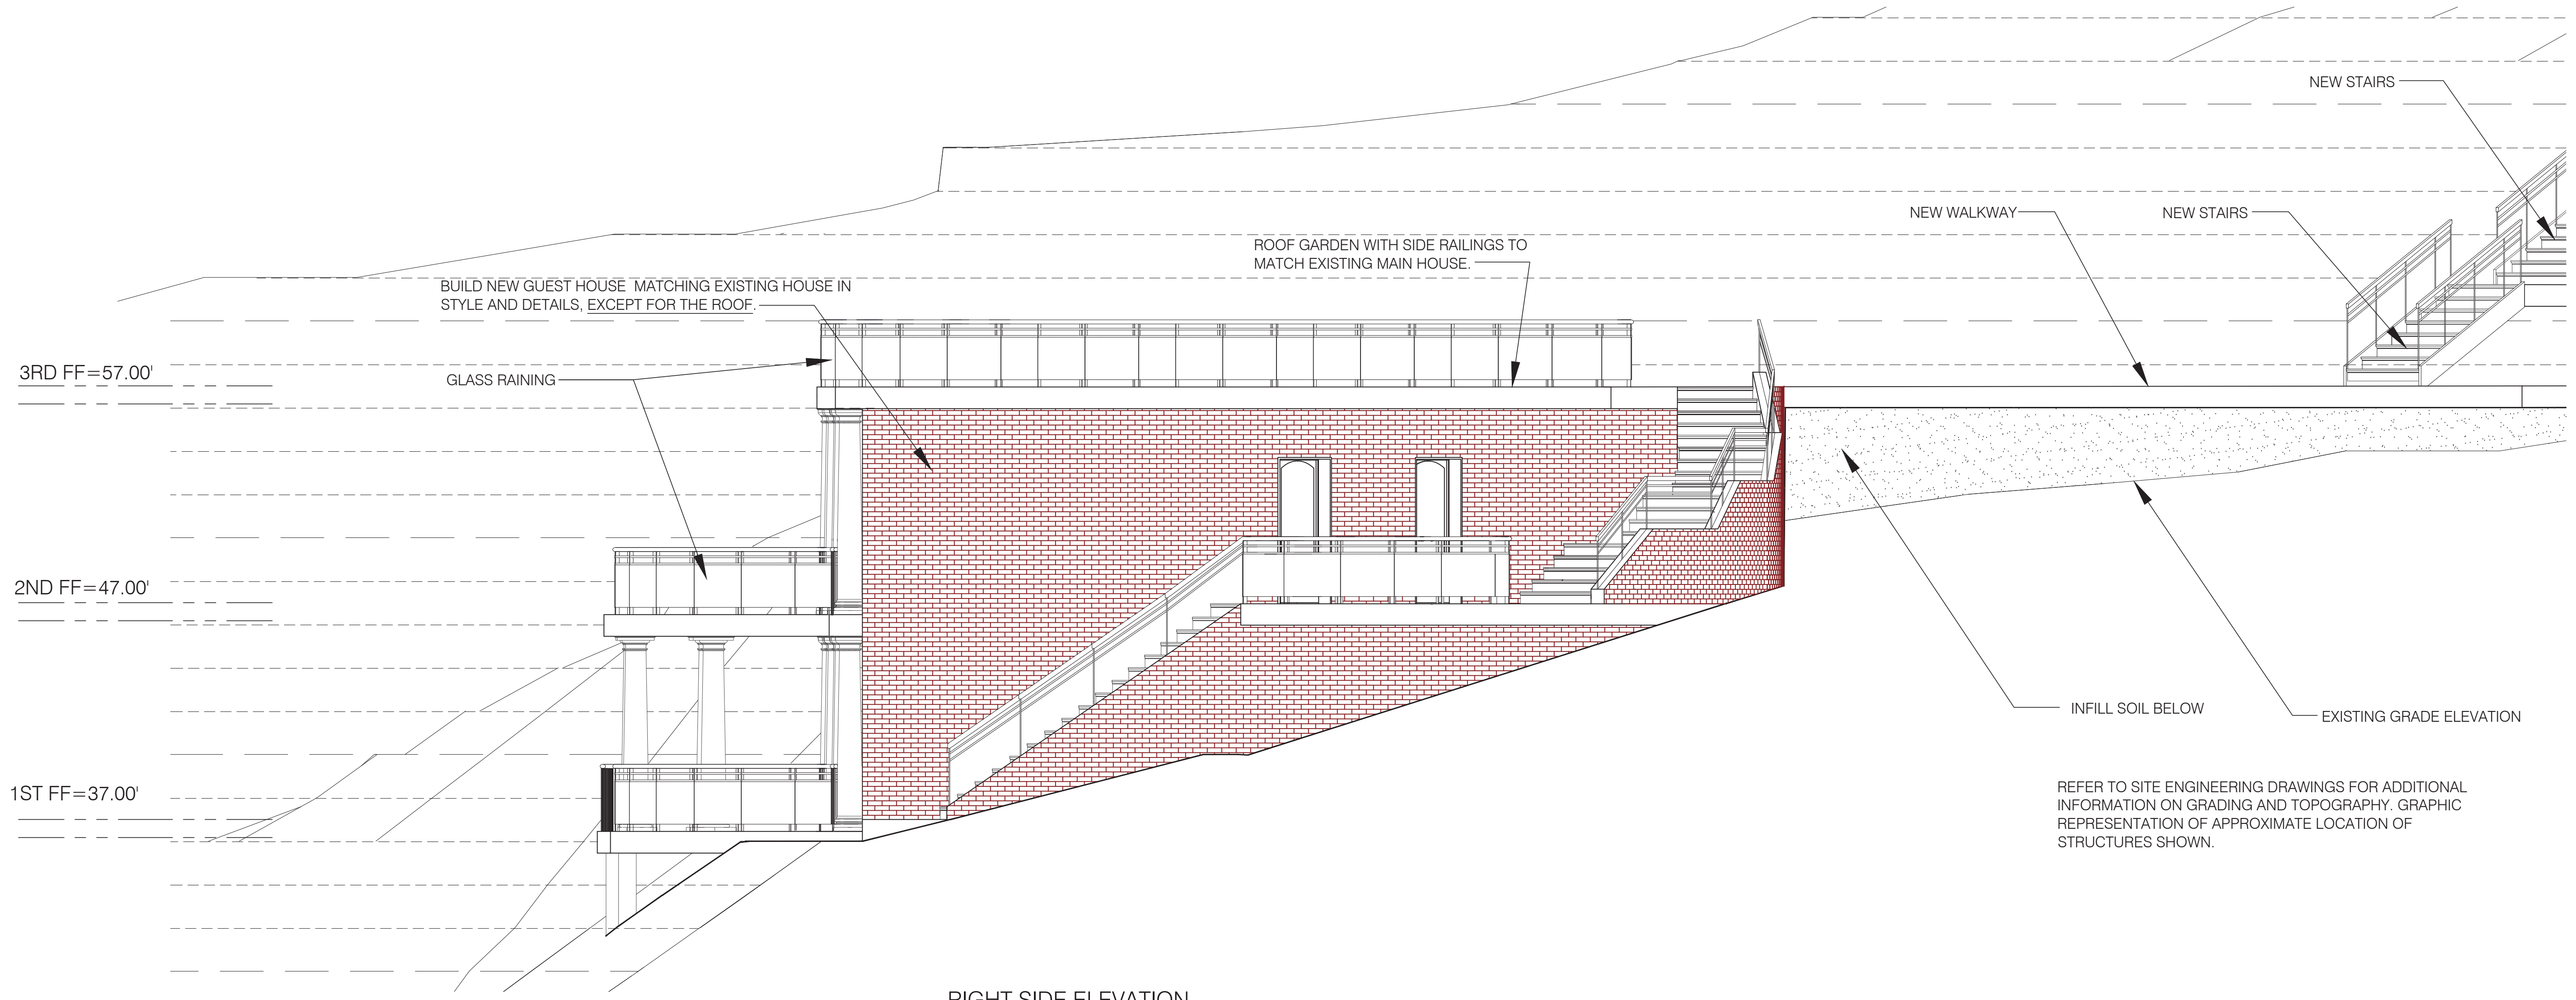 NEW STAIRS
NEW WALKWAY
NEW STAIRS
ROOF GARDEN WITH SIDE RAILINGS TO
MATCH EXISTING MAIN HOUSE.
BUILD NEW GUEST HOUSE MATCHING EXISTING HOUSE IN
STYLE AND DETAILS, EXCEPT FOR THE ROOF.
3RD FF=57.00'
GLASS RAINING
2ND FF=47.00'
INFILL SOIL BELOW
EXISTING GRADE ELEVATION
1ST FF=37.00'
REFER TO SITE ENGINEERING DRAWINGS FOR ADDITIONAL
INFORMATION ON GRADING AND TOPOGRAPHY. GRAPHIC
REPRESENTATION OF APPROXIMATE LOCATION OF
STRUCTURES SHOWN.
RIGHT SIDE ELEVATION